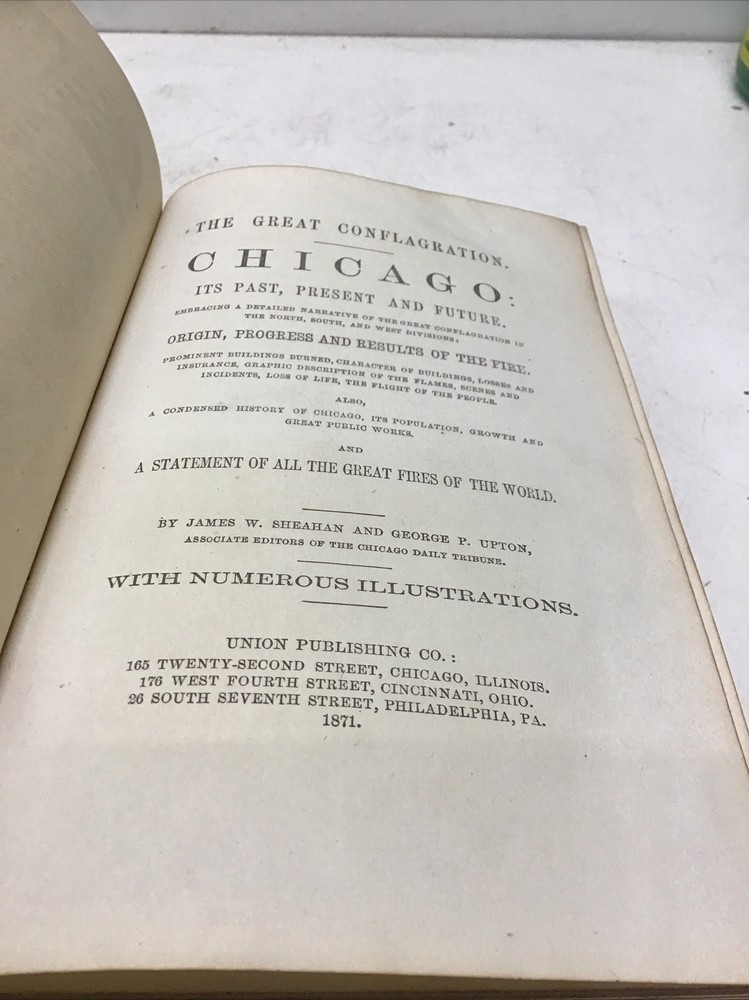 THE GREAT CONFLAGRATION.
CHICAGO:
ITS PAST, PRESENT AND FUTURE.
EMBRACING A DETAILED NARRATIVE OF THE GREAT CONFLAGRATION IN
THE NORTH, SOUTH, AND WEST DIVISIONS;
ORIGIN, PROGRESS AND RESULTS OF THE FIRE.
PROMINENT BUILDINGS BURNED, CHARACTER OF BUILDINGS, LOSSES AND
INSURANCE, GRAPHIC DESCRIPTION OF THE FLAMES, SCENES AND
INCIDENTS, LOSS OF LIFE, THE FLIGHT OF THE PEOPLE.
ALSO,
A CONDENSED HISTORY OF CHICAGO, ITS POPULATION, GROWTH AND
GREAT PUBLIC WORKS.
AND
A STATEMENT OF ALL THE GREAT FIRES OF THE WORLD.
BY JAMES W. SHEAHAN AND GEORGE P. UPTON,
ASSOCIATE EDITORS OF THE CHICAGO DAILY TRIBUNE.
WITH NUMEROUS ILLUSTRATIONS.
UNION PUBLISHING CO.:
165 TWENTY-SECOND STREET, CHICAGO, ILLINOIS.
176 WEST FOURTH STREET, CINCINNATI, OHIO.
26 SOUTH SEVENTH STREET, PHILADELPHIA, PA.
1871.